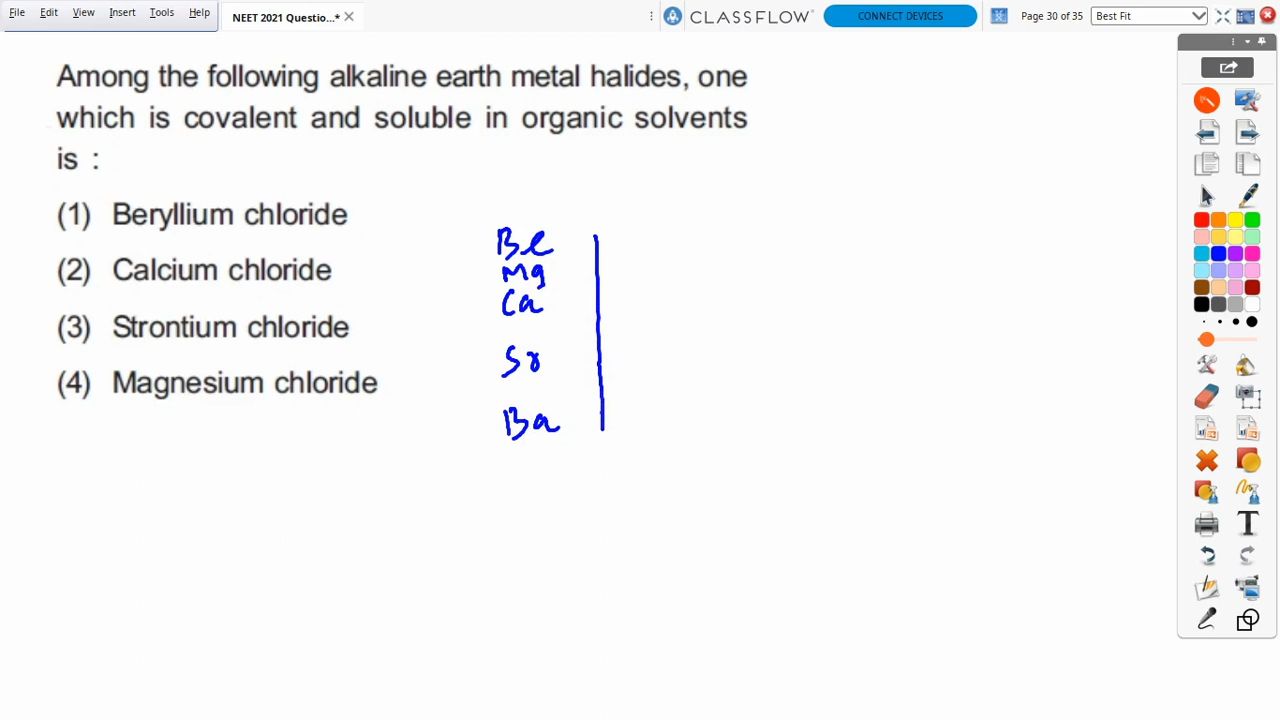 File Edit View Insert Tools Help NEET 2021 Questio...* CLASSFLOW CONNECT DEVICES Page 30 of 35 Best Fit
Among the following alkaline earth metal halides, one
which is covalent and soluble in organic solvents
is :
(1) Beryllium chloride
(2) Calcium chloride
(3) Strontium chloride
(4) Magnesium chloride
Be
Mg
Ca
Sr
Ba